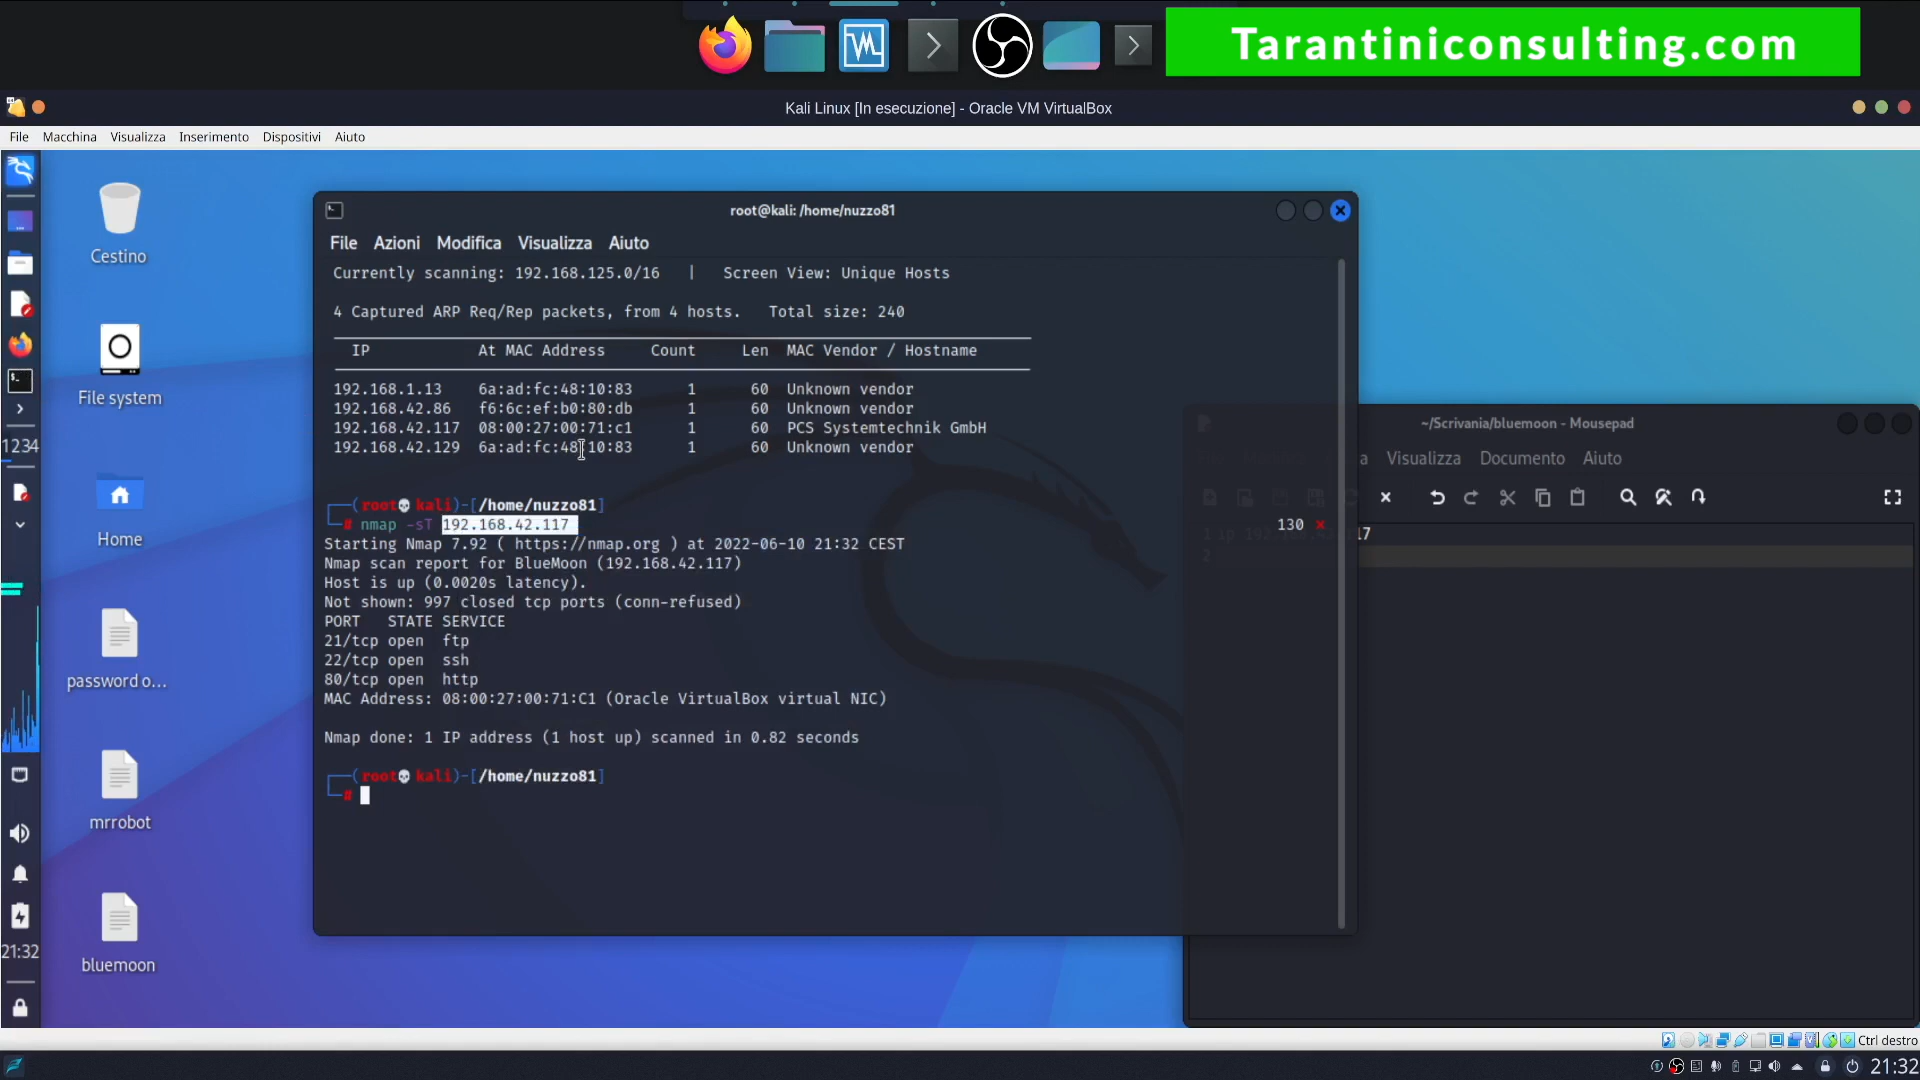 Tarantiniconsulting.com
Kali Linux [In esecuzione] - Oracle VM VirtualBox
File Macchina Visualizza Inserimento Dispositivi Aiuto
root@kali: /home/nuzzo81
File Azioni Modifica Visualizza Aiuto
Currently scanning: 192.168.125.0/16 | Screen View: Unique Hosts
4 Captured ARP Req/Rep packets, from 4 hosts. Total size: 240
IP At MAC Address Count Len MAC Vendor / Hostname
192.168.1.13 6a:ad:fc:48:10:83 1 60 Unknown vendor
192.168.42.86 f6:6c:ef:b0:80:db 1 60 Unknown vendor
192.168.42.117 08:00:27:00:71:c1 1 60 PCS Systemtechnik GmbH
192.168.42.129 6a:ad:fc:48:10:83 1 60 Unknown vendor
(root💀kali)-[/home/nuzzo81]
# nmap -sT 192.168.42.117 130 ⨯
Starting Nmap 7.92 ( https://nmap.org ) at 2022-06-10 21:32 CEST
Nmap scan report for BlueMoon (192.168.42.117)
Host is up (0.0020s latency).
Not shown: 997 closed tcp ports (conn-refused)
PORT STATE SERVICE
21/tcp open ftp
22/tcp open ssh
80/tcp open http
MAC Address: 08:00:27:00:71:C1 (Oracle VirtualBox virtual NIC)
Nmap done: 1 IP address (1 host up) scanned in 0.82 seconds
(root💀kali)-[/home/nuzzo81]
#
~/Scrivania/bluemoon - Mousepad
Visualizza Documento Aiuto
1 ip 192.168.42.117
2
Cestino
File system
Home
password o...
mrrobot
bluemoon
1234
21:32
Ctrl destro
21:32